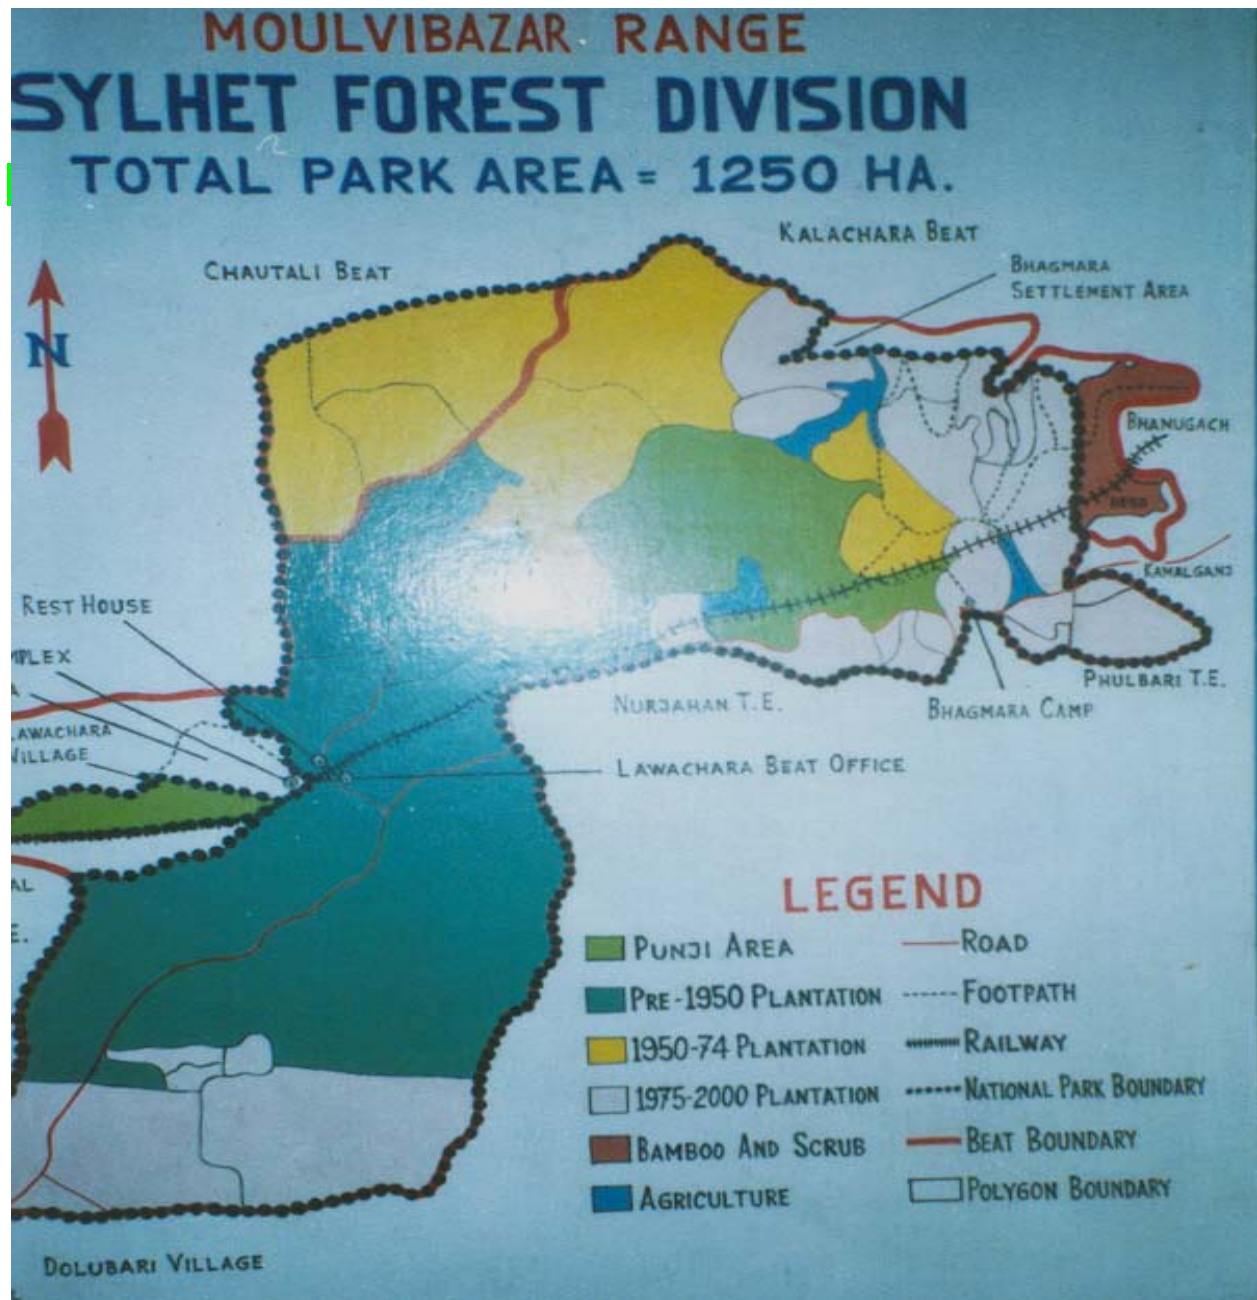 MOULVIBAZAR RANGE
SYLHET FOREST DIVISION
TOTAL PARK AREA = 1250 HA.
KALACHARA BEAT
CHAUTALI BEAT
BHAGMARA
SETTLEMENT AREA
N
BHANUGACH
KAMALGANJ
REST HOUSE
MPLEX
A
LAWACHARA
VILLAGE
PHULBARI T.E.
NURJAHAN T.E.
BHAGMARA CAMP
LAWACHARA BEAT OFFICE
AL
E.
LEGEND
PUNJI AREA
PRE-1950 PLANTATION
1950-74 PLANTATION
1975-2000 PLANTATION
BAMBOO AND SCRUB
AGRICULTURE
ROAD
FOOTPATH
RAILWAY
NATIONAL PARK BOUNDARY
BEAT BOUNDARY
POLYGON BOUNDARY
DOLUBARI VILLAGE